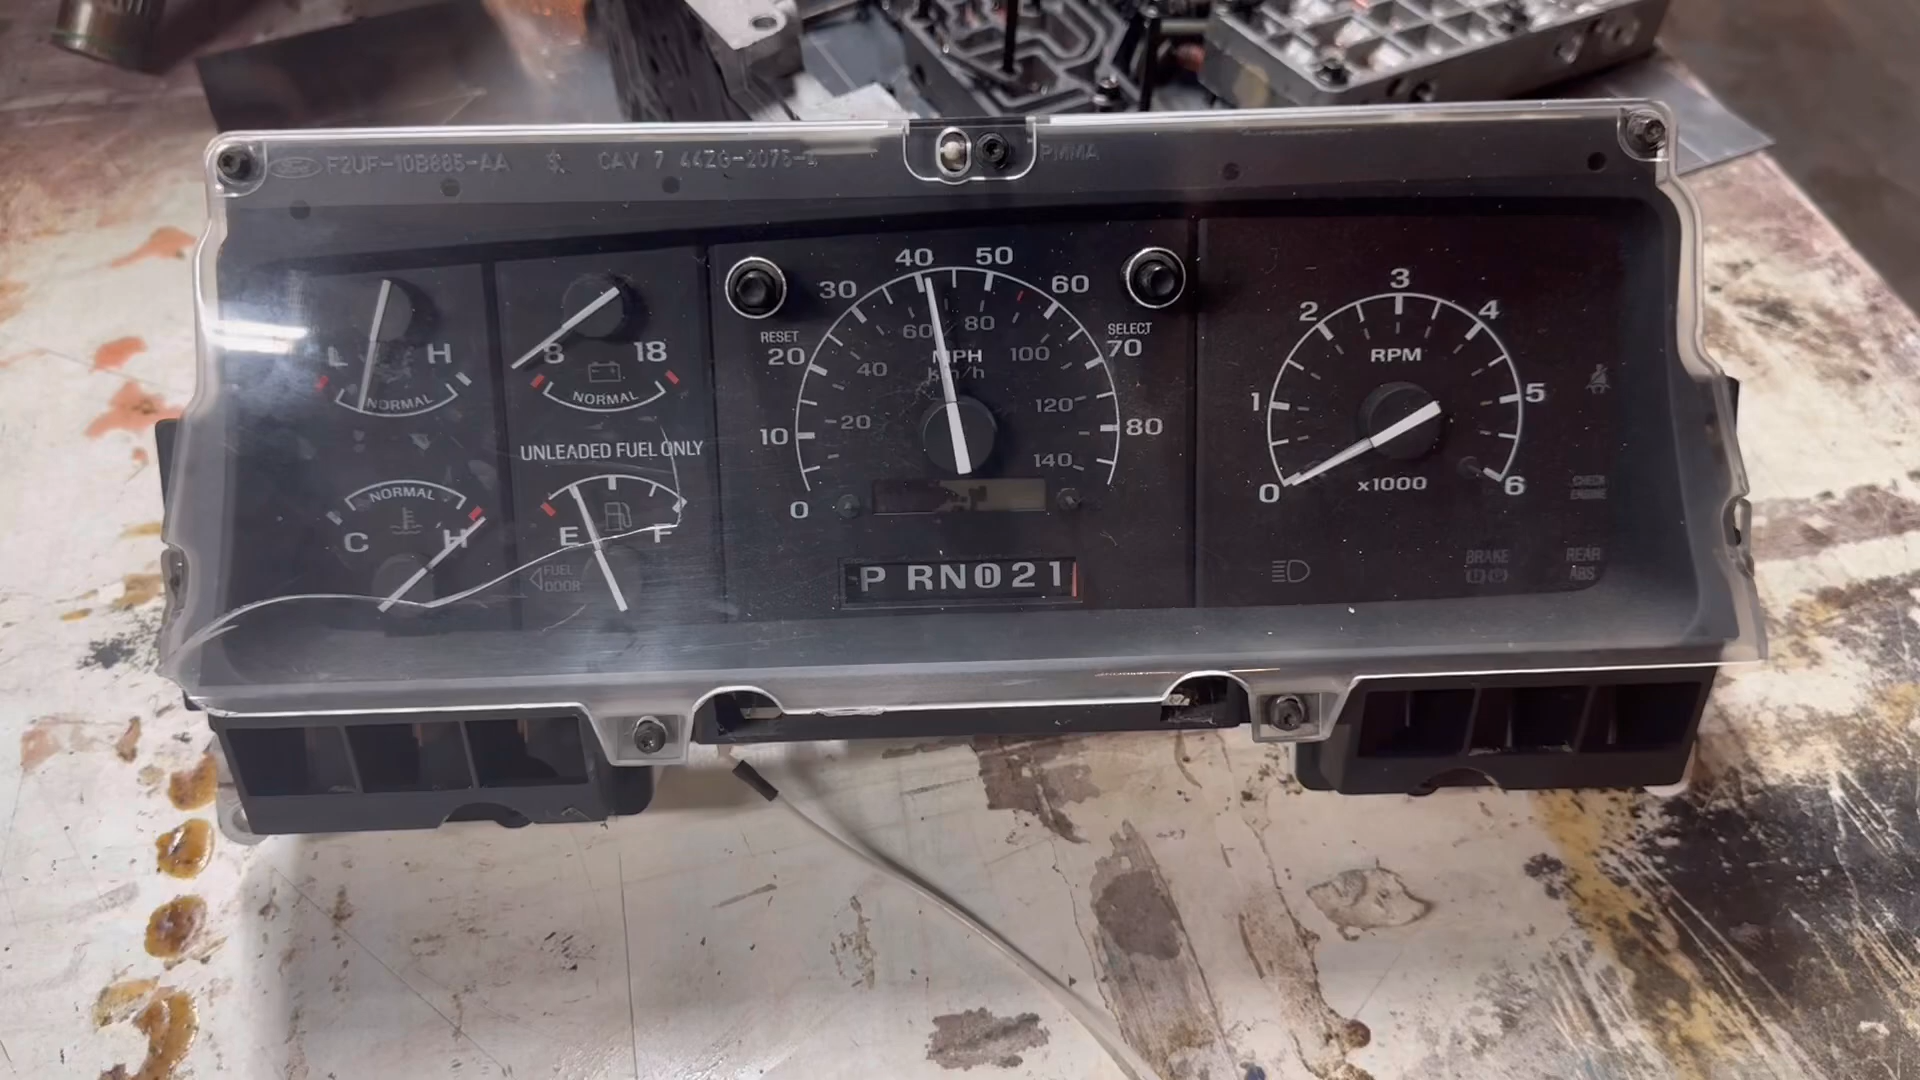 Ford F2UF-10B885-AA CAV 7 PMMA
40 50
30 60
60 80
RESET SELECT
20 70
MPH
km/h
40 100
20 120
10 80
140
0
L H
NORMAL
8 18
NORMAL
UNLEADED FUEL ONLY
NORMAL
C H
E F
FUEL
DOOR
P RN D 2 1
3
2 4
RPM
1 5
0 x1000 6
CHECK
ENGINE
BRAKE
REAR
ABS